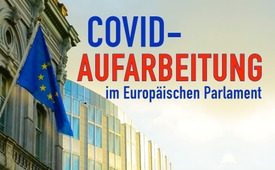 COVID-
AUFARBEITUNG
im Europäischen Parlament